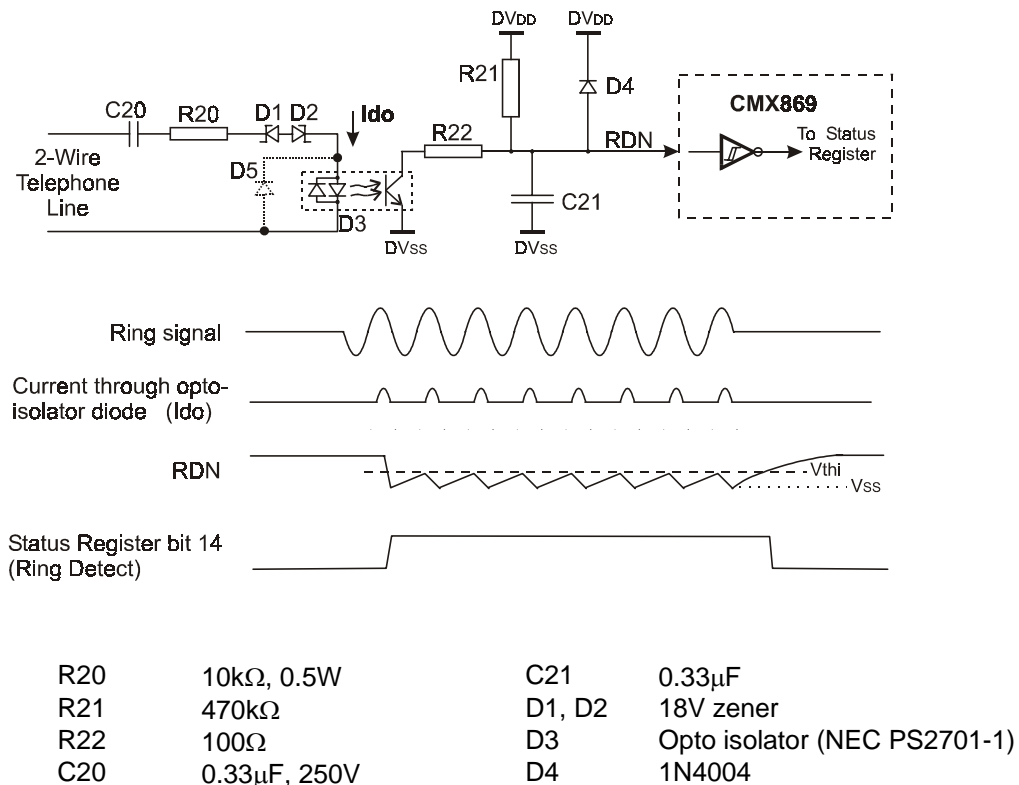 DVDD DVDD
R21
D4
CMX869
C20 R20 D1 D2 Ido
R22
RDN
To Status
Register
2-Wire
Telephone
Line
D5
C21
D3
DVss
DVss
Ring signal
Current through opto-
isolator diode (Ido)
RDN
Vthi
Vss
Status Register bit 14
(Ring Detect)
R20 10kΩ, 0.5W C21 0.33μF
R21 470kΩ D1, D2 18V zener
R22 100Ω D3 Opto isolator (NEC PS2701-1)
C20 0.33μF, 250V D4 1N4004